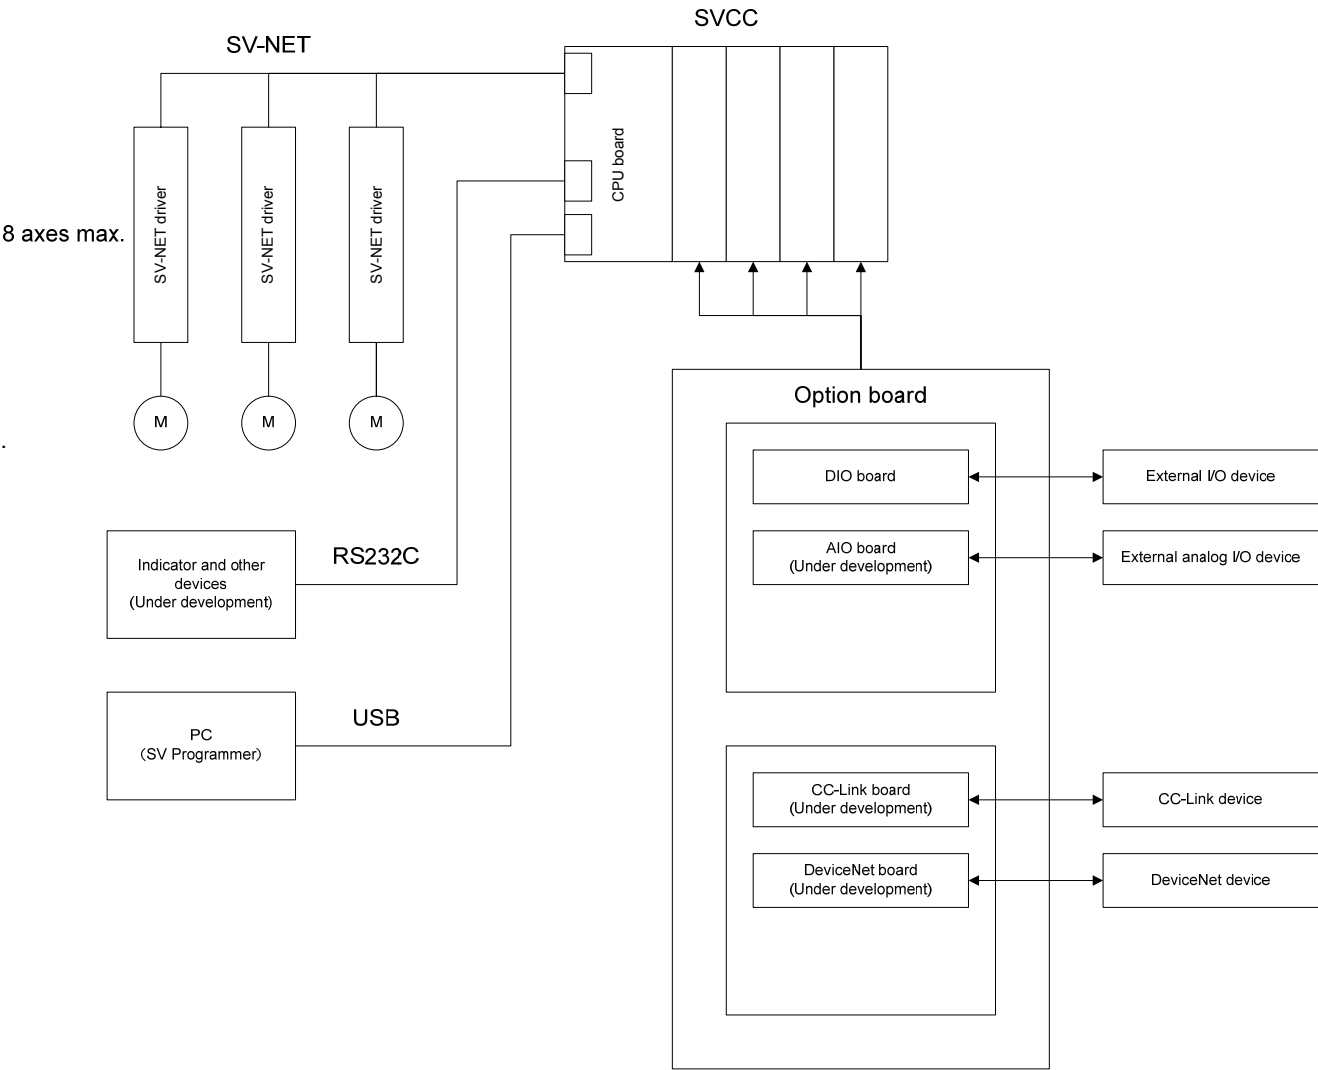 SVCC
SV-NET
CPU board
SV-NET driver
SV-NET driver
SV-NET driver
8 axes max.
M
M
M
.
Option board
DIO board
External I/O device
AIO board
(Under development)
External analog I/O device
RS232C
Indicator and other
devices
(Under development)
USB
PC
(SV Programmer)
CC-Link board
(Under development)
CC-Link device
DeviceNet board
(Under development)
DeviceNet device